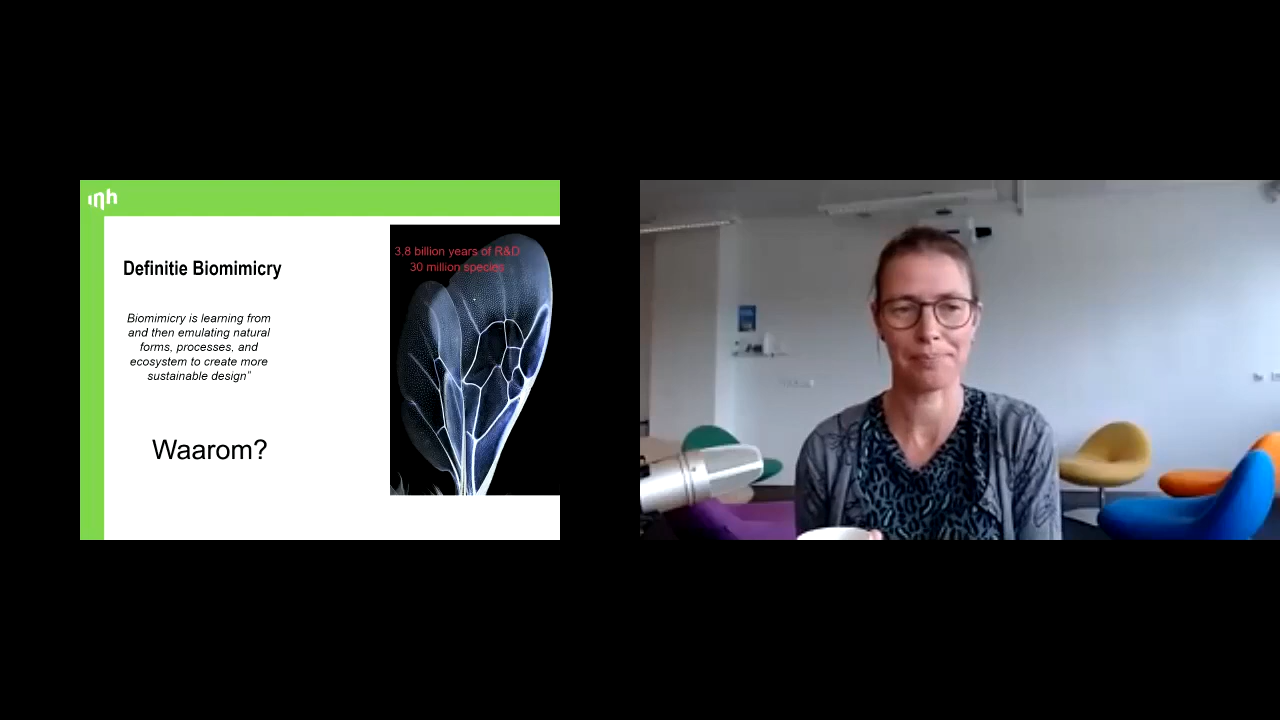 inh
Definitie Biomimicry
Biomimicry is learning from
and then emulating natural
forms, processes, and
ecosystem to create more
sustainable design"
Waarom?
3.8 billion years of R&D
30 million species